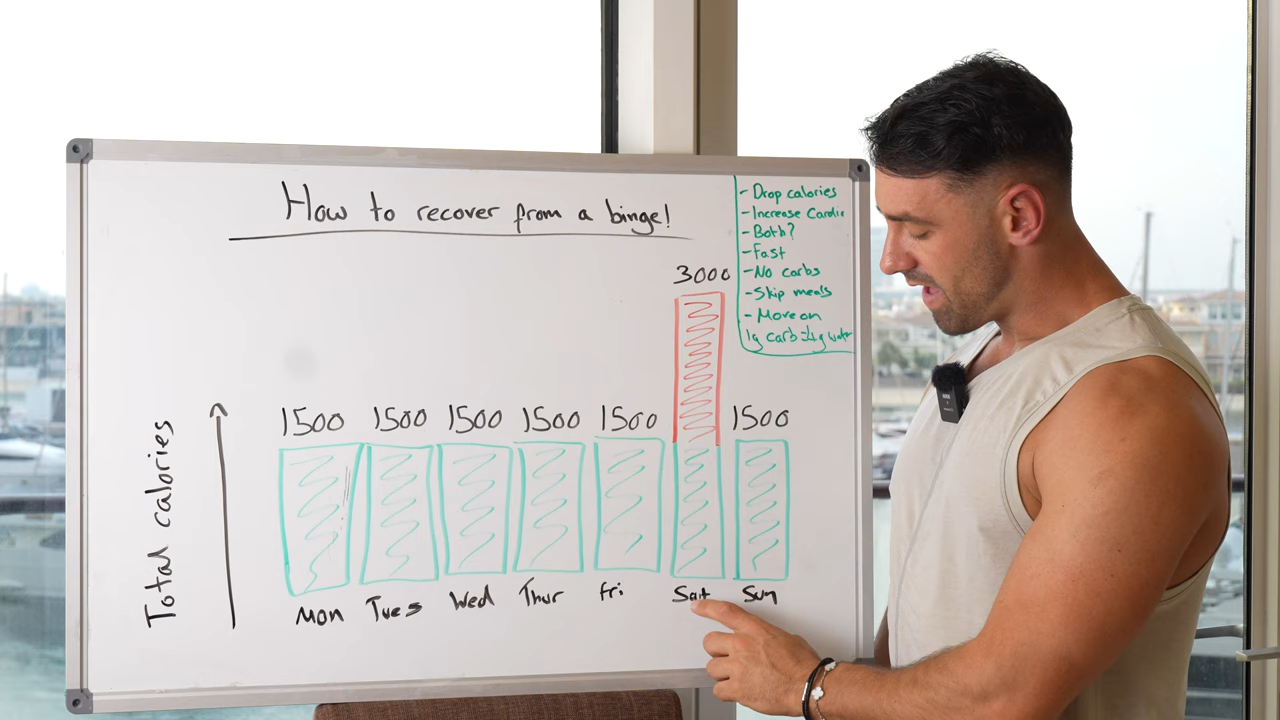 How to recover from a binge!
- Drop calories
- Increase Cardio
- Both?
- Fast
- No carbs
- Skip meals
- Move on
1g carb=4g water
3000
1500 1500 1500 1500 1500 1500
Total calories
Mon Tues Wed Thur fri Sat Sun